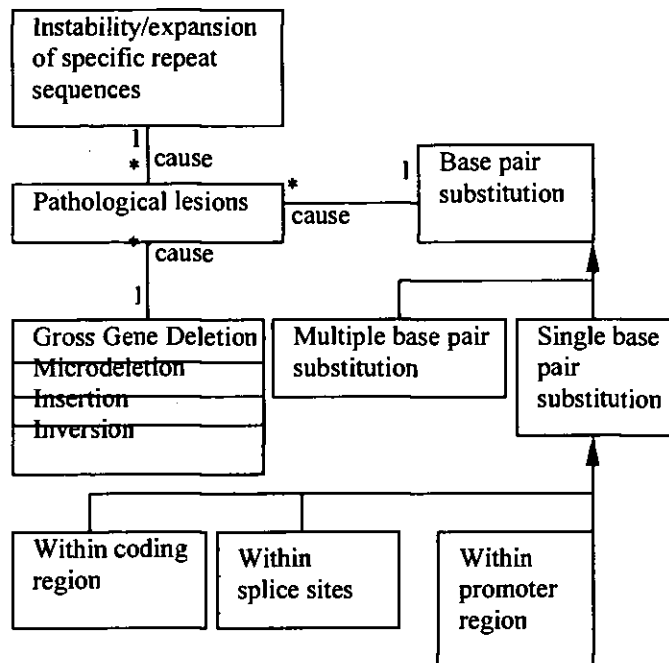 Instability/expansion
of specific repeat
sequences
1
* cause
Pathological lesions
* 1
cause
Base pair
substitution
* cause
1
Gross Gene Deletion
Microdeletion
Insertion
Inversion
Multiple base pair
substitution
Single base
pair
substitution
Within coding
region
Within
splice sites
Within
promoter
region